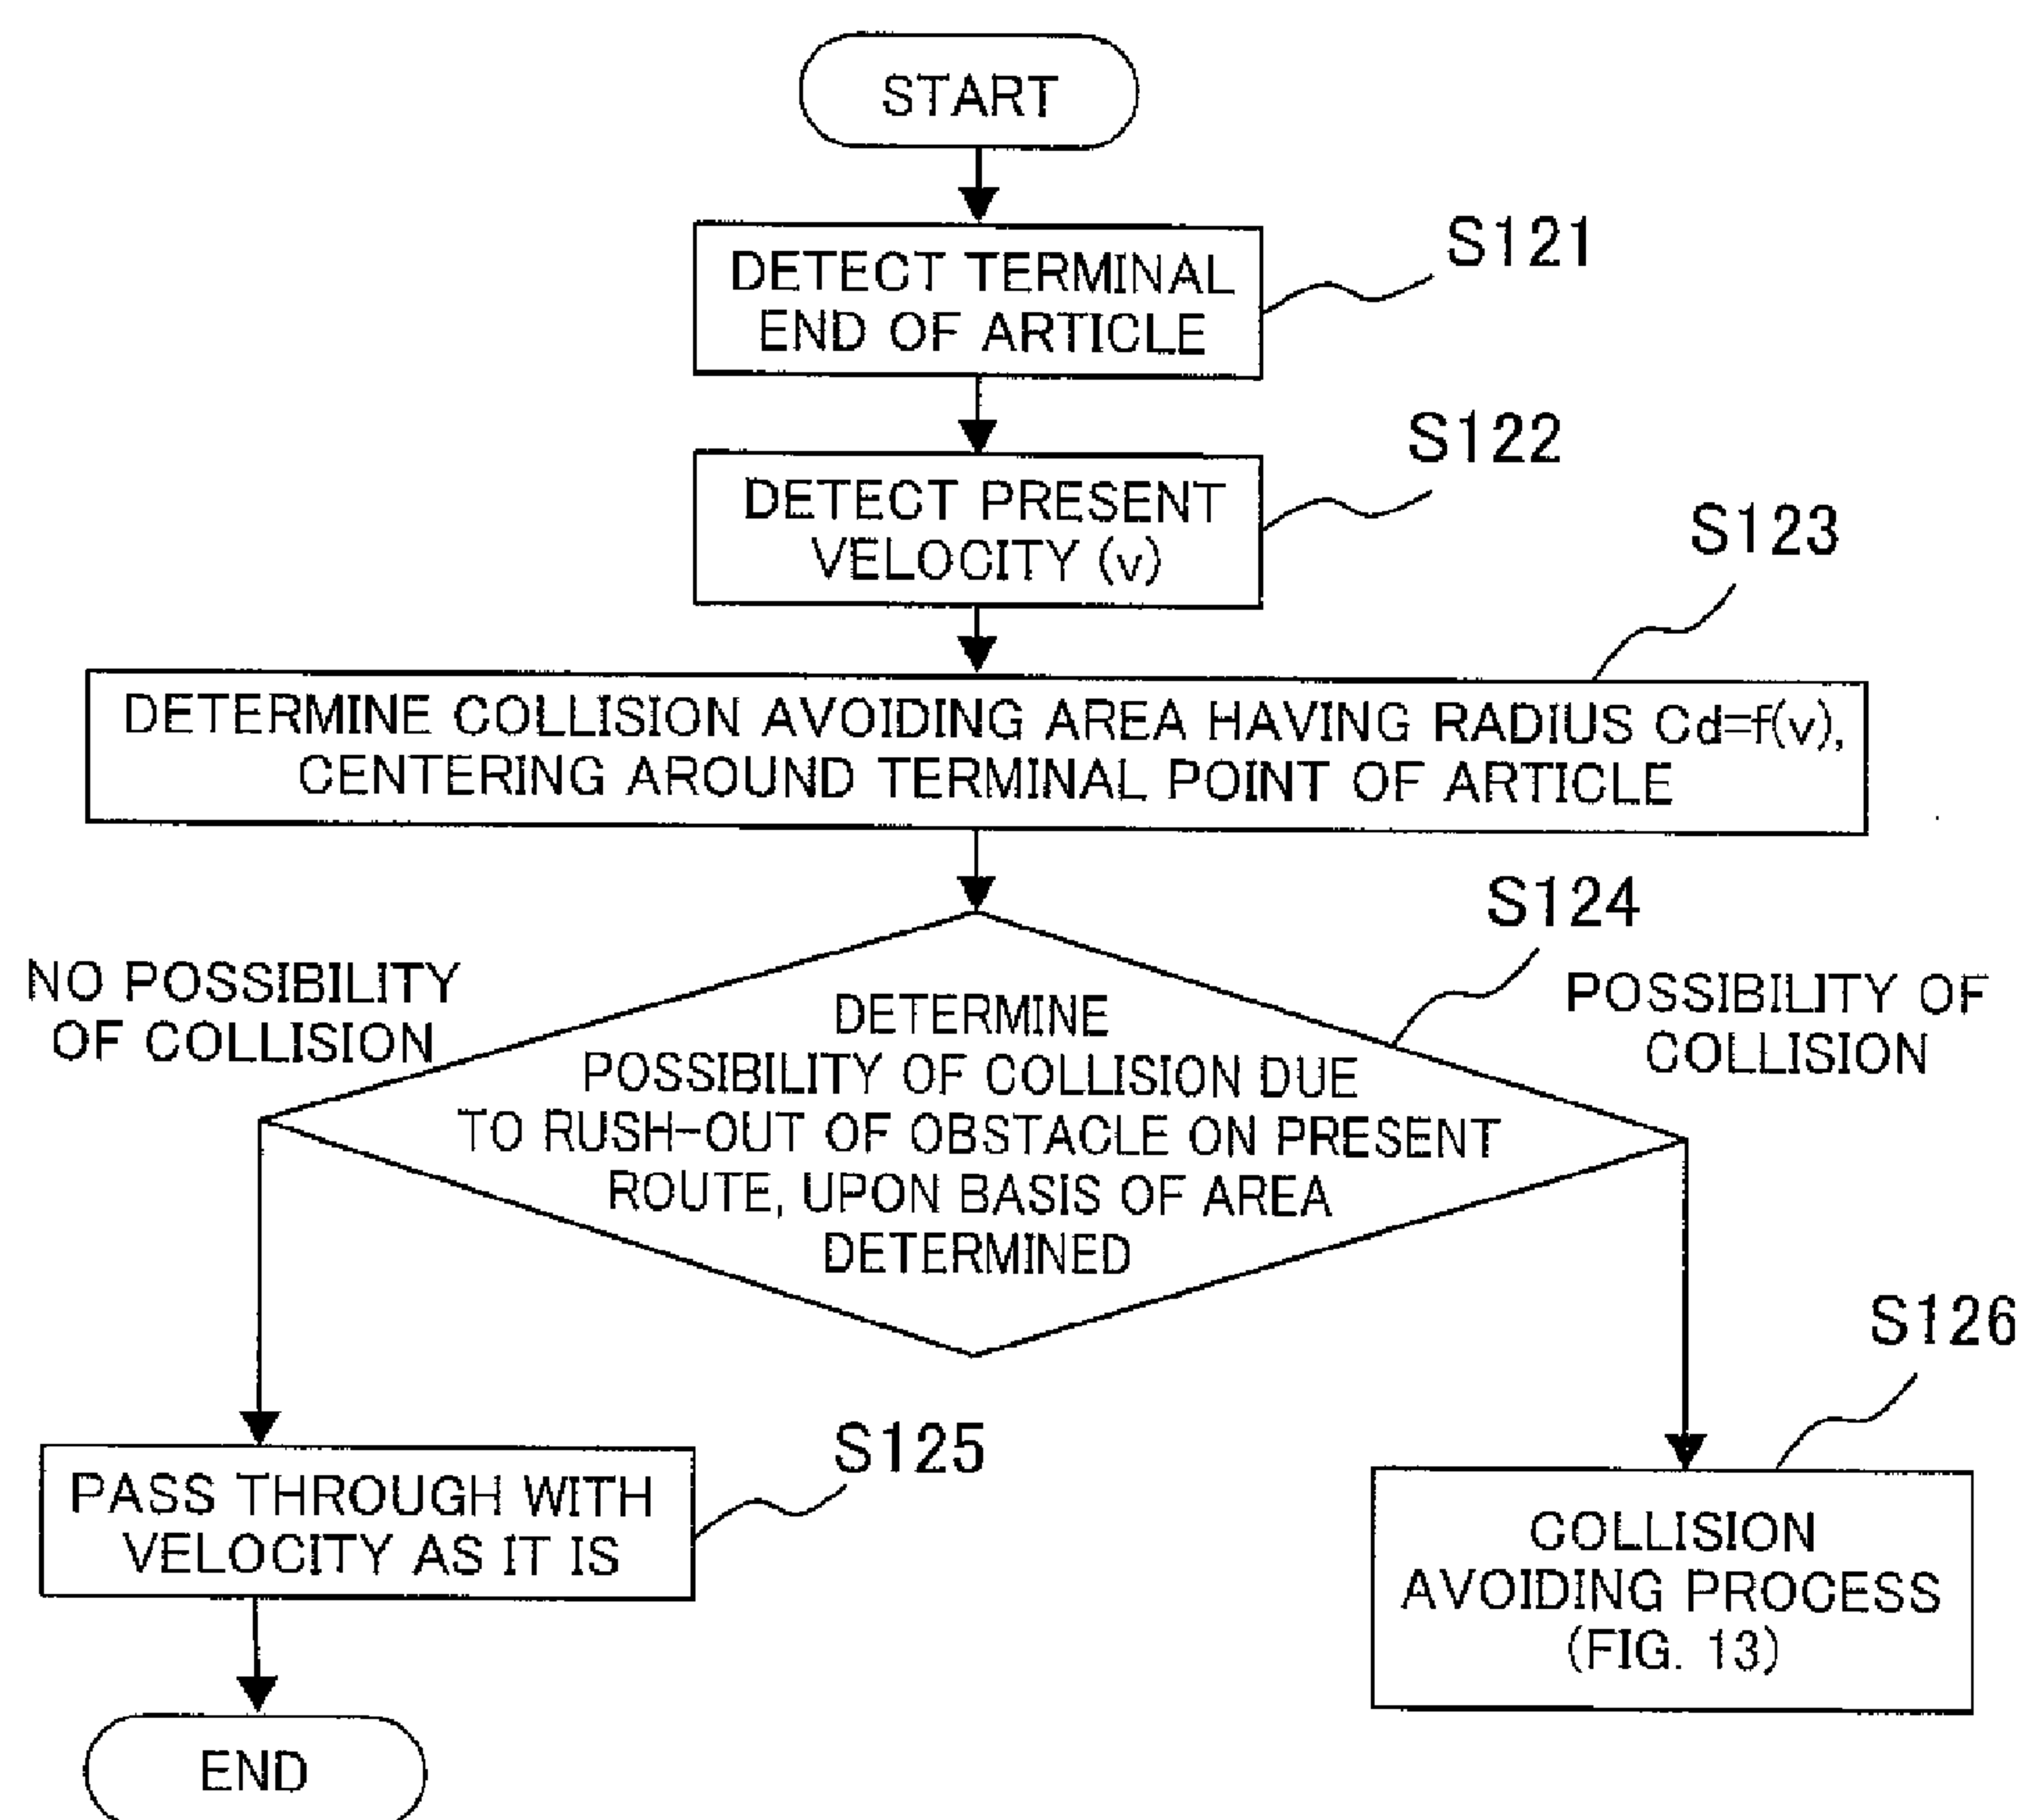 START
S121
DETECT TERMINAL
END OF ARTICLE
S122
DETECT PRESENT
VELOCITY (v)
S123
DETERMINE COLLISION AVOIDING AREA HAVING RADIUS Cd=f(v),
CENTERING AROUND TERMINAL POINT OF ARTICLE
S124
NO POSSIBILITY
OF COLLISION
POSSIBILITY OF
COLLISION
DETERMINE
POSSIBILITY OF COLLISION DUE
TO RUSH-OUT OF OBSTACLE ON PRESENT
ROUTE, UPON BASIS OF AREA
DETERMINED
S125
PASS THROUGH WITH
VELOCITY AS IT IS
S126
COLLISION
AVOIDING PROCESS
(FIG. 13)
END